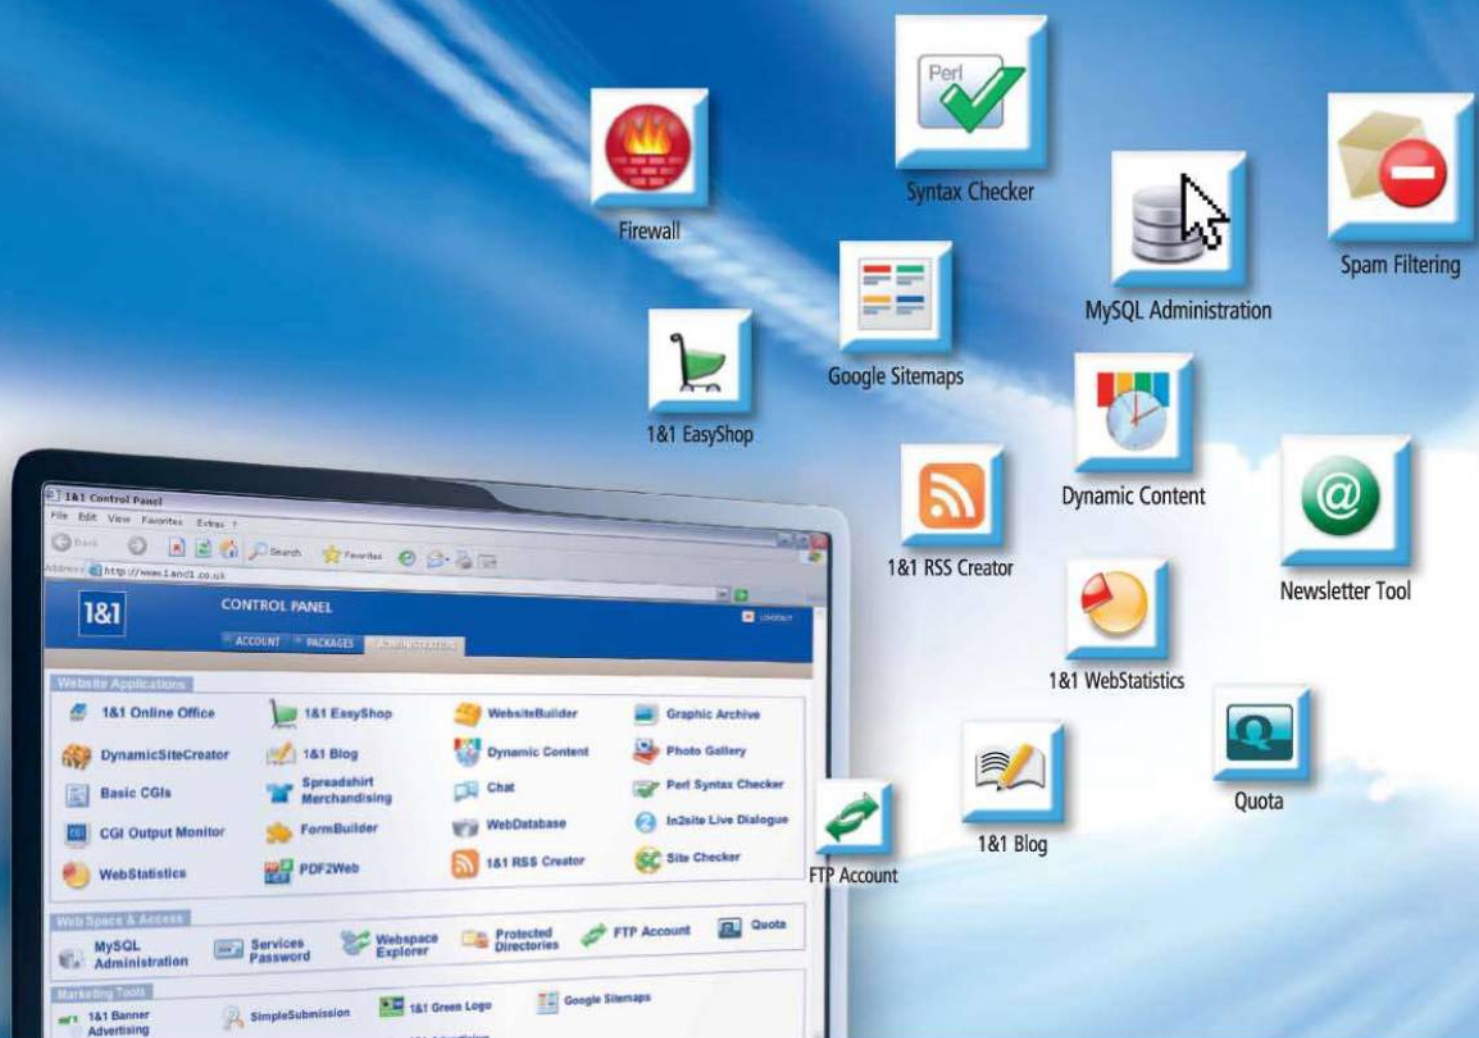 Perl
Syntax Checker
Firewall
MySQL Administration
Spam Filtering
Google Sitemaps
1&1 EasyShop
Dynamic Content
1&1 RSS Creator
Newsletter Tool
1&1 WebStatistics
Quota
1&1 Blog
FTP Account
1&1 Control Panel
File Edit View Favorites Extras ?
Back Search Favorites
Address http://www.1and1.co.uk
1&1 CONTROL PANEL LOGOUT
ACCOUNT PACKAGES ADMINISTRATION
Website Applications
1&1 Online Office 1&1 EasyShop WebsiteBuilder Graphic Archive
DynamicSiteCreator 1&1 Blog Dynamic Content Photo Gallery
Basic CGIs Spreadshirt Merchandising Chat Perl Syntax Checker
CGI Output Monitor FormBuilder WebDatabase In2site Live Dialogue
WebStatistics PDF2Web 1&1 RSS Creator Site Checker
Web Space & Access
MySQL Administration Services Password Webspace Explorer Protected Directories FTP Account Quota
Marketing Tools
1&1 Banner Advertising SimpleSubmission 1&1 Green Logo Google Sitemaps